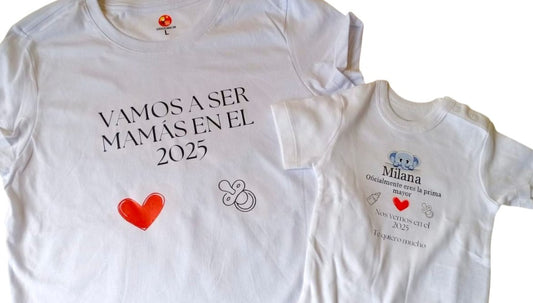 L
VAMOS A SER
MAMÁS EN EL
2025
Milana
Oficialmente eres la prima
mayor
Nos vemos en el
2025
Te quiero mucho